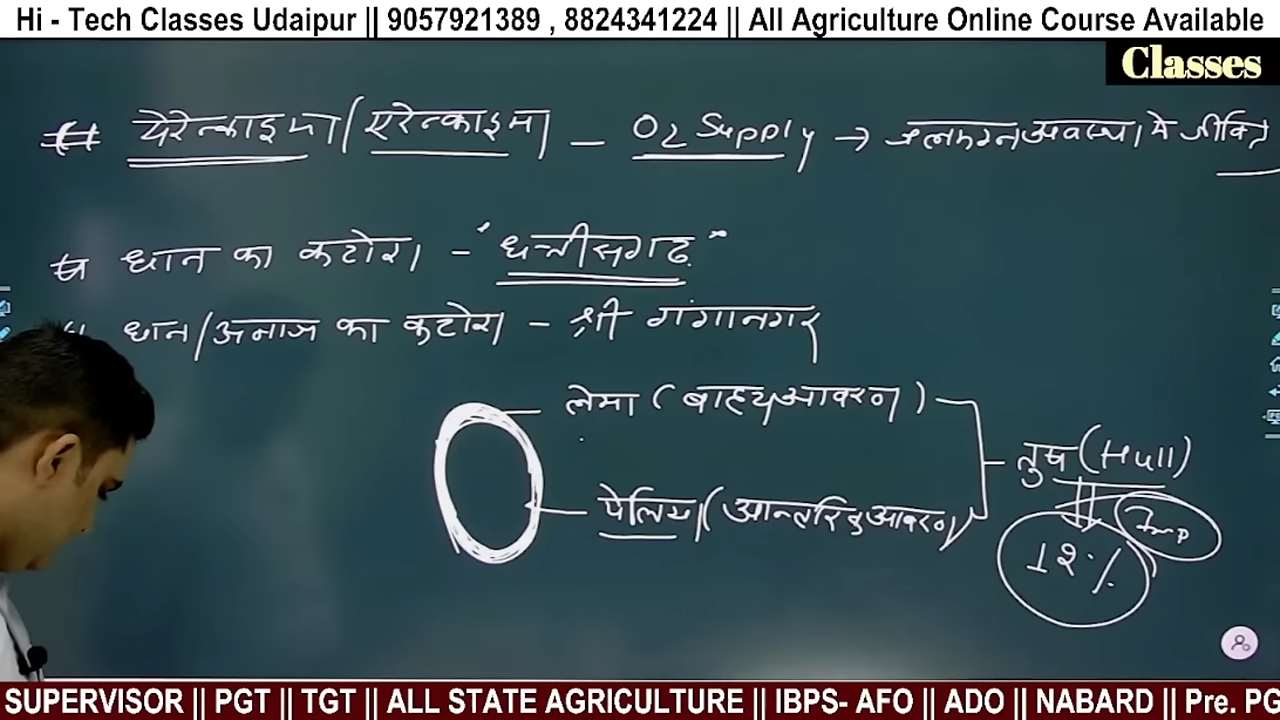 Hi - Tech Classes Udaipur || 9057921389 , 8824341224 || All Agriculture Online Course Available
Classes
# येरेन्काइमा/एरेन्काइमा — O2 Supply → जलमग्न अवस्था में जीवित
धान का कटोरा - "छत्तीसगढ़"
धान/अनाज का कटोरा - श्री गंगानगर
लेमा (बाह्य आवरण)
तुष (Hull)
पेलिया (आन्तरिक आवरण)
Imp
12%
SUPERVISOR || PGT || TGT || ALL STATE AGRICULTURE || IBPS- AFO || ADO || NABARD || Pre. PG